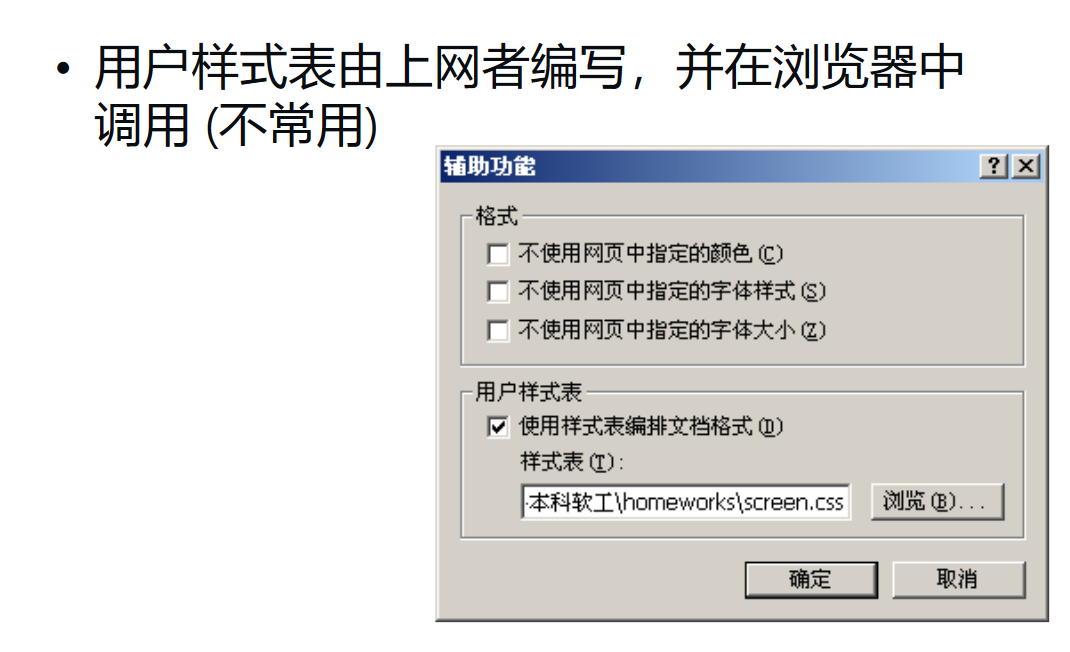 • 用户样式表由上网者编写，并在浏览器中
调用 (不常用)
辅助功能
格式
不使用网页中指定的颜色(C)
不使用网页中指定的字体样式(S)
不使用网页中指定的字体大小(Z)
用户样式表
使用样式表编排文档格式(D)
样式表(T):
·本科软工\homeworks\screen.css
浏览(B)...
确定 取消